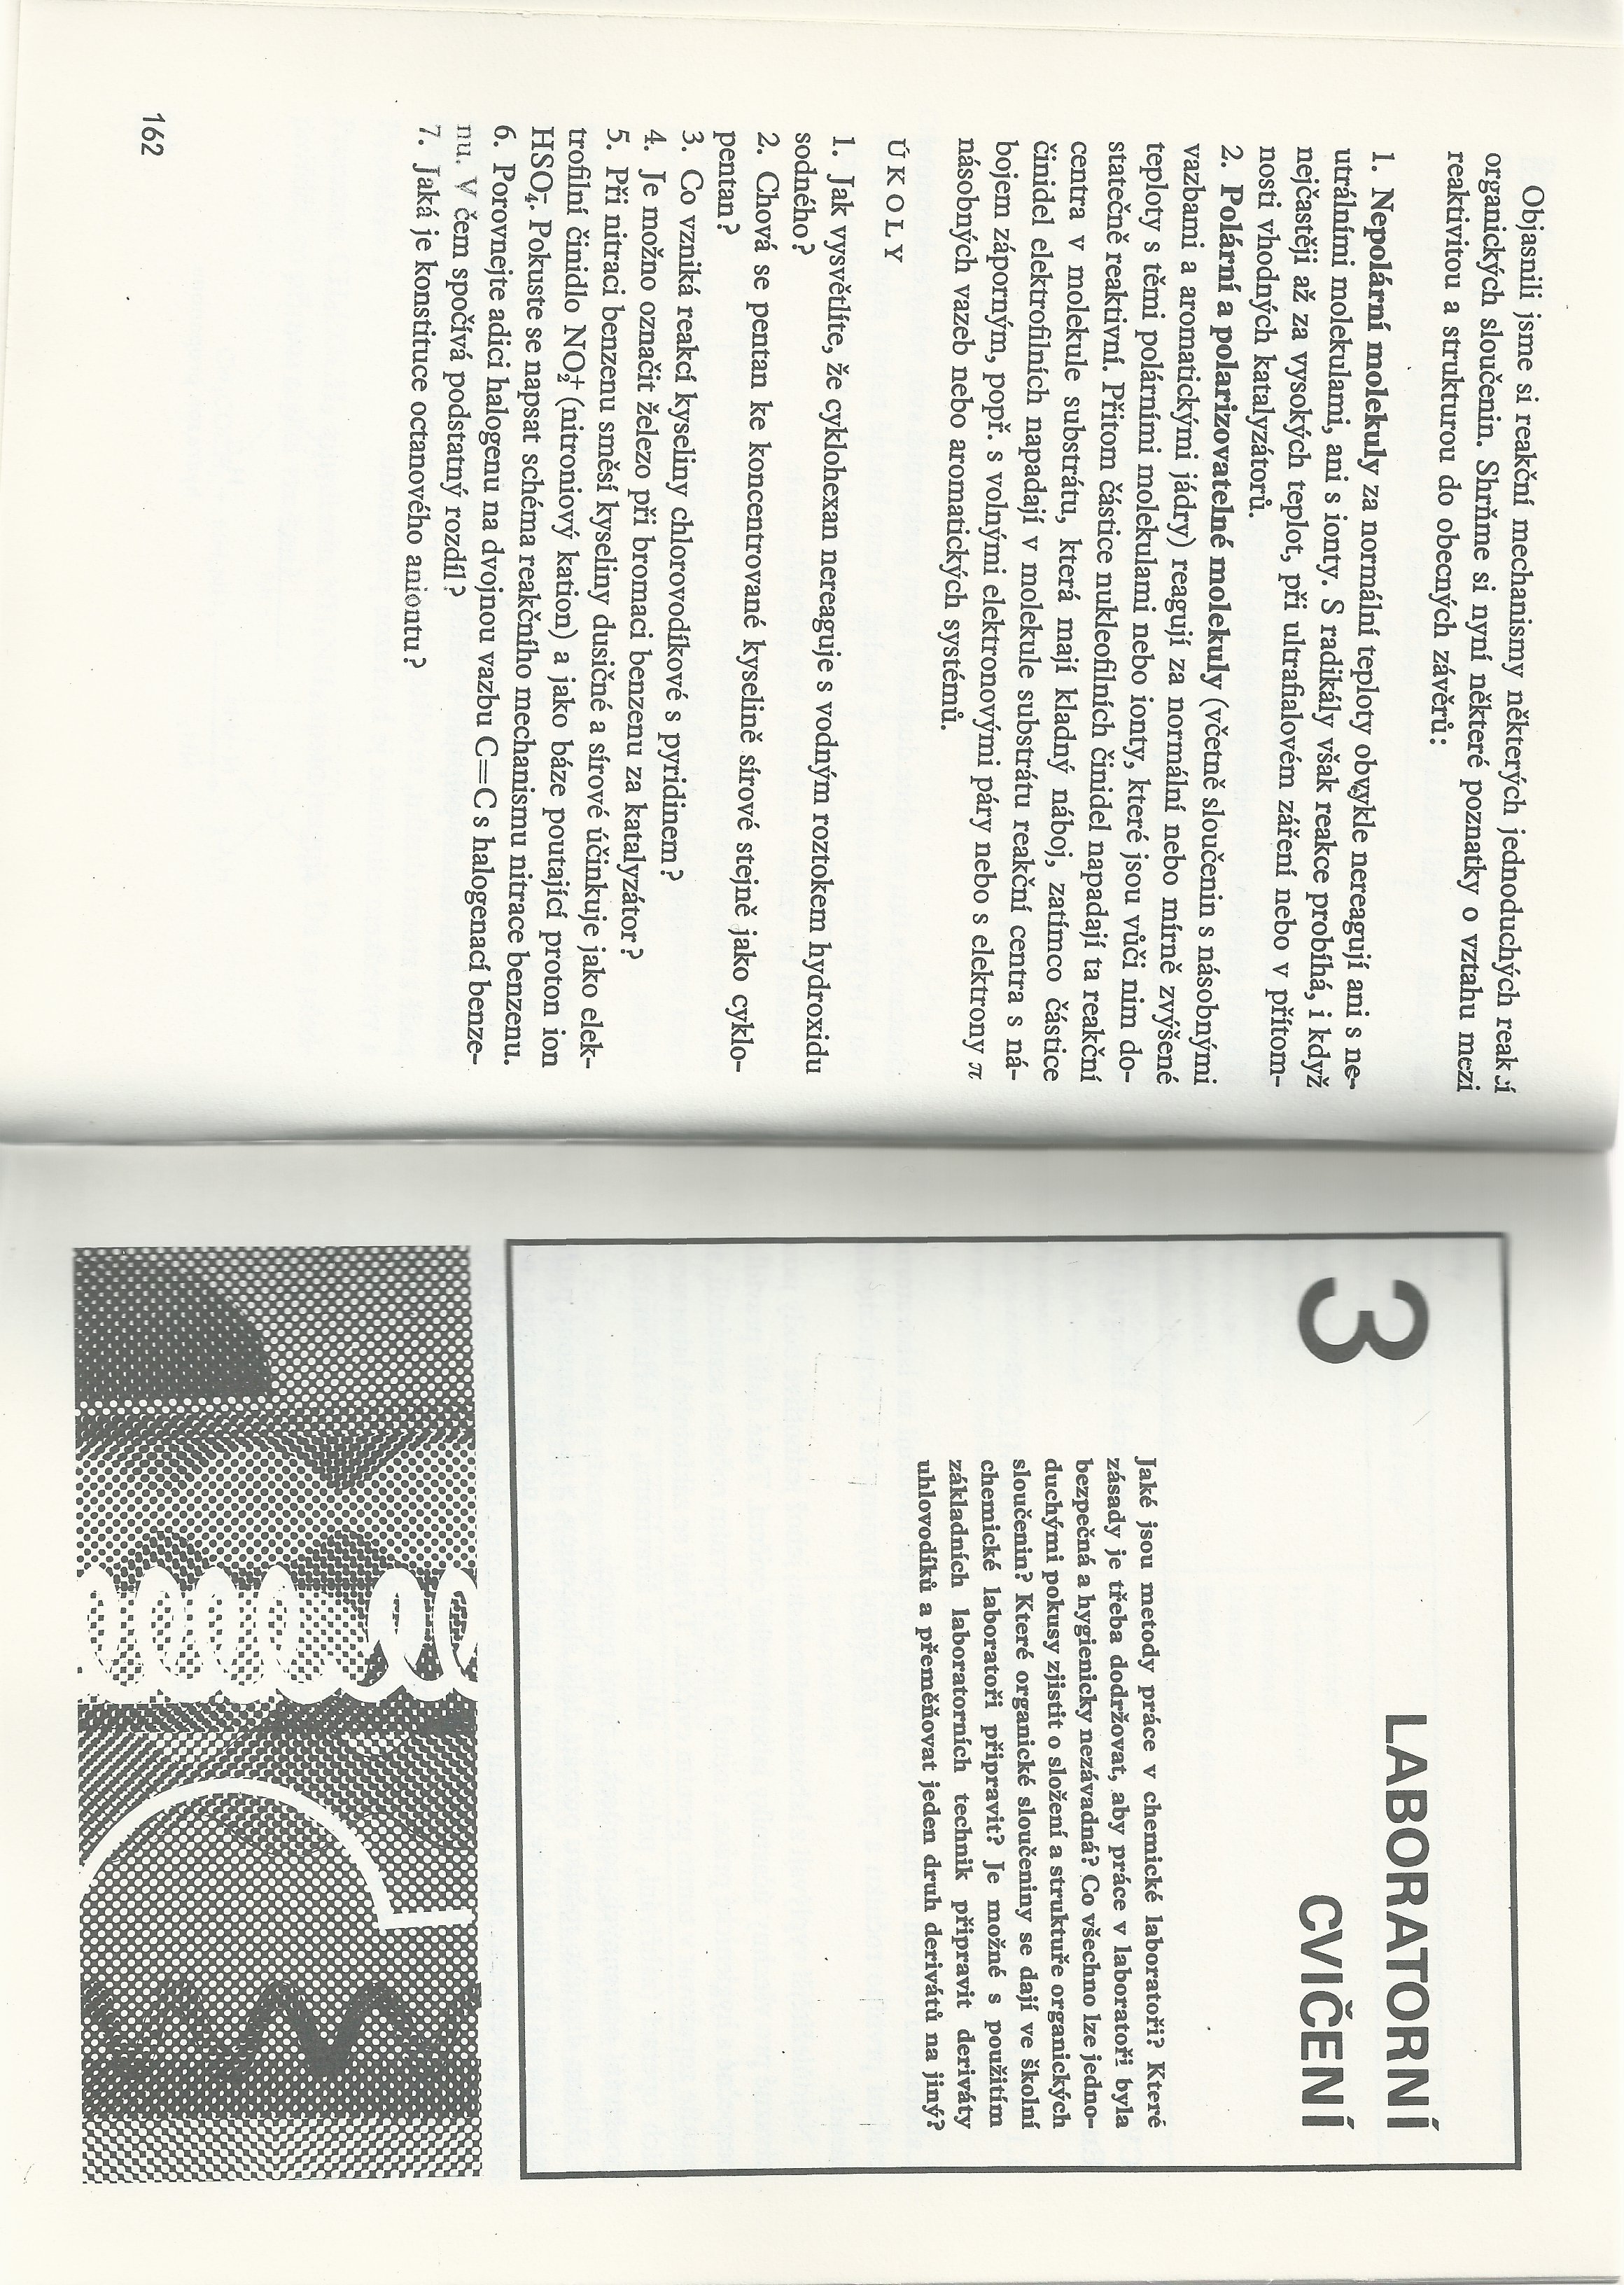 Objasnili jsme si reakční mechanismy některých jednoduchých reakcí
organických sloučenin. Shrňme si nyní některé poznatky o vztahu mezi
reaktivitou a strukturou do obecných závěrů:
1. Nepolární molekuly za normální teploty obvykle nereagují ani s ne-
utrálními molekulami, ani s ionty. S radikály však reakce probíhá, i když
nejčastěji až za vysokých teplot, při ultrafialovém záření nebo v přítom-
nosti vhodných katalyzátorů.
2. Polární a polarizovatelné molekuly (včetně sloučenin s násobnými
vazbami a aromatickými jádry) reagují za normální nebo mírně zvýšené
teploty s těmi polárními molekulami nebo ionty, které jsou vůči nim do-
statečně reaktivní. Přitom částice nukleofilních činidel napadají ta reakční
centra v molekule substrátu, která mají kladný náboj, zatímco částice
činidel elektrofilních napadají v molekule substrátu reakční centra s ná-
bojem záporným, popř. s volnými elektronovými páry nebo s elektrony π
násobných vazeb nebo aromatických systémů.
ÚKOLY
1. Jak vysvětlíte, že cyklohexan nereaguje s vodným roztokem hydroxidu
sodného?
2. Chová se pentan ke koncentrované kyselině sírové stejně jako cyklo-
pentan?
3. Co vzniká reakcí kyseliny chlorovodíkové s pyridinem?
4. Je možno označit železo při bromaci benzenu za katalyzátor?
5. Při nitraci benzenu směsí kyseliny dusičné a sírové účinkuje jako elek-
trofilní činidlo NO₂⁺ (nitroniový kation) a jako báze poutající proton ion
HSO₄⁻. Pokuste se napsat schéma reakčního mechanismu nitrace benzenu.
6. Porovnejte adici halogenu na dvojnou vazbu C=C s halogenací benze-
nu. V čem spočívá podstatný rozdíl?
7. Jaká je konstituce octanového aniontu?
162
3
LABORATORNÍ
CVIČENÍ
Jaké jsou metody práce v chemické laboratoři? Které
zásady je třeba dodržovat, aby práce v laboratoři byla
bezpečná a hygienicky nezávadná? Co všechno lze jedno-
duchými pokusy zjistit o složení a struktuře organických
sloučenin? Které organické sloučeniny se dají ve školní
chemické laboratoři připravit? Je možné s použitím
základních laboratorních technik připravit deriváty
uhlovodíků a přeměňovat jeden druh derivátů na jiný?